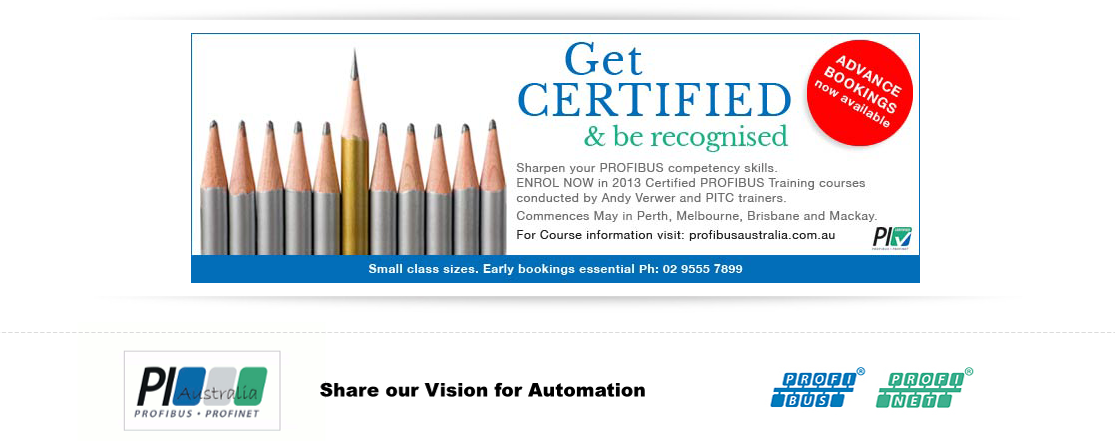 Get
CERTIFIED
& be recognised
ADVANCE
BOOKINGS
now available
Sharpen your PROFIBUS competency skills.
ENROL NOW in 2013 Certified PROFIBUS Training courses
conducted by Andy Verwer and PITC trainers.
Commences May in Perth, Melbourne, Brisbane and Mackay.
For Course information visit: profibusaustralia.com.au
PI
PROFIBUS • PROFINET
Small class sizes. Early bookings essential Ph: 02 9555 7899
PI Australia
PROFIBUS • PROFINET
Share our Vision for Automation
PROFI®
BUS
PROFI®
NET